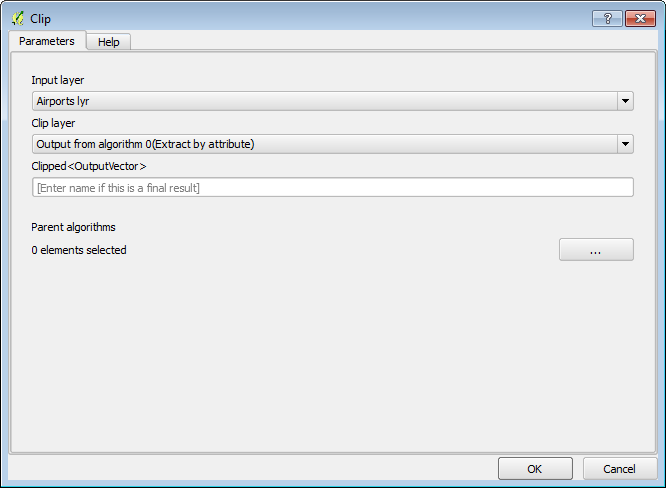 Clip
Parameters
Help
Input layer
Airports lyr
Clip layer
Output from algorithm 0(Extract by attribute)
Clipped<OutputVector>
[Enter name if this is a final result]
Parent algorithms
0 elements selected
...
OK
Cancel